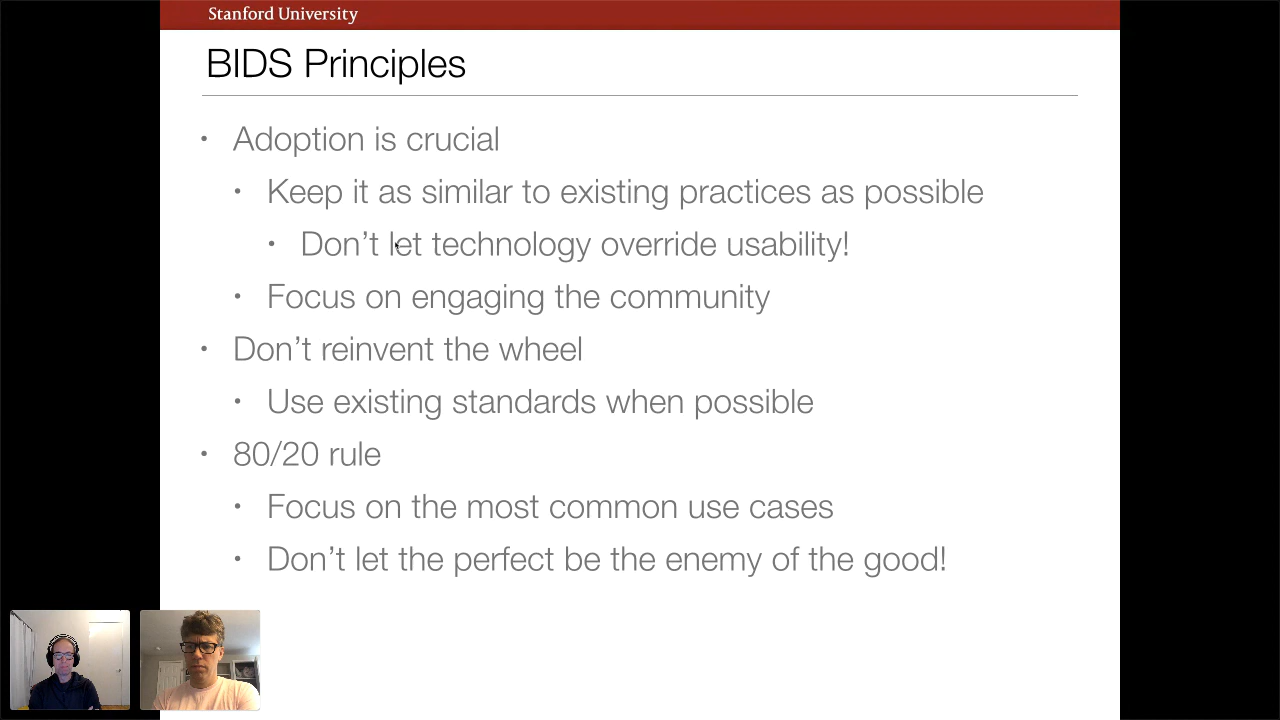 Stanford University
BIDS Principles
• Adoption is crucial
• Keep it as similar to existing practices as possible
• Don’t let technology override usability!
• Focus on engaging the community
• Don’t reinvent the wheel
• Use existing standards when possible
• 80/20 rule
• Focus on the most common use cases
• Don’t let the perfect be the enemy of the good!